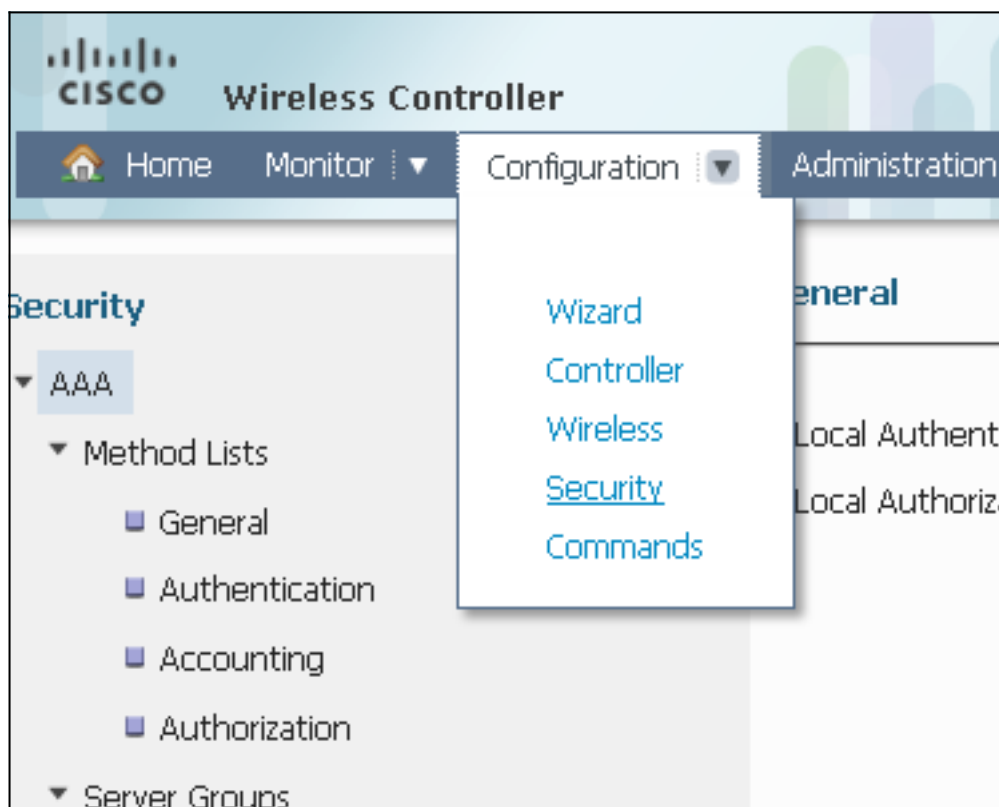 CISCO
Wireless Controller
Home Monitor Configuration Administration
Security
AAA
Method Lists
General
Authentication
Accounting
Authorization
Server Groups
Wizard
Controller
Wireless
Security
Commands
eneral
Local Authent
Local Authoriza